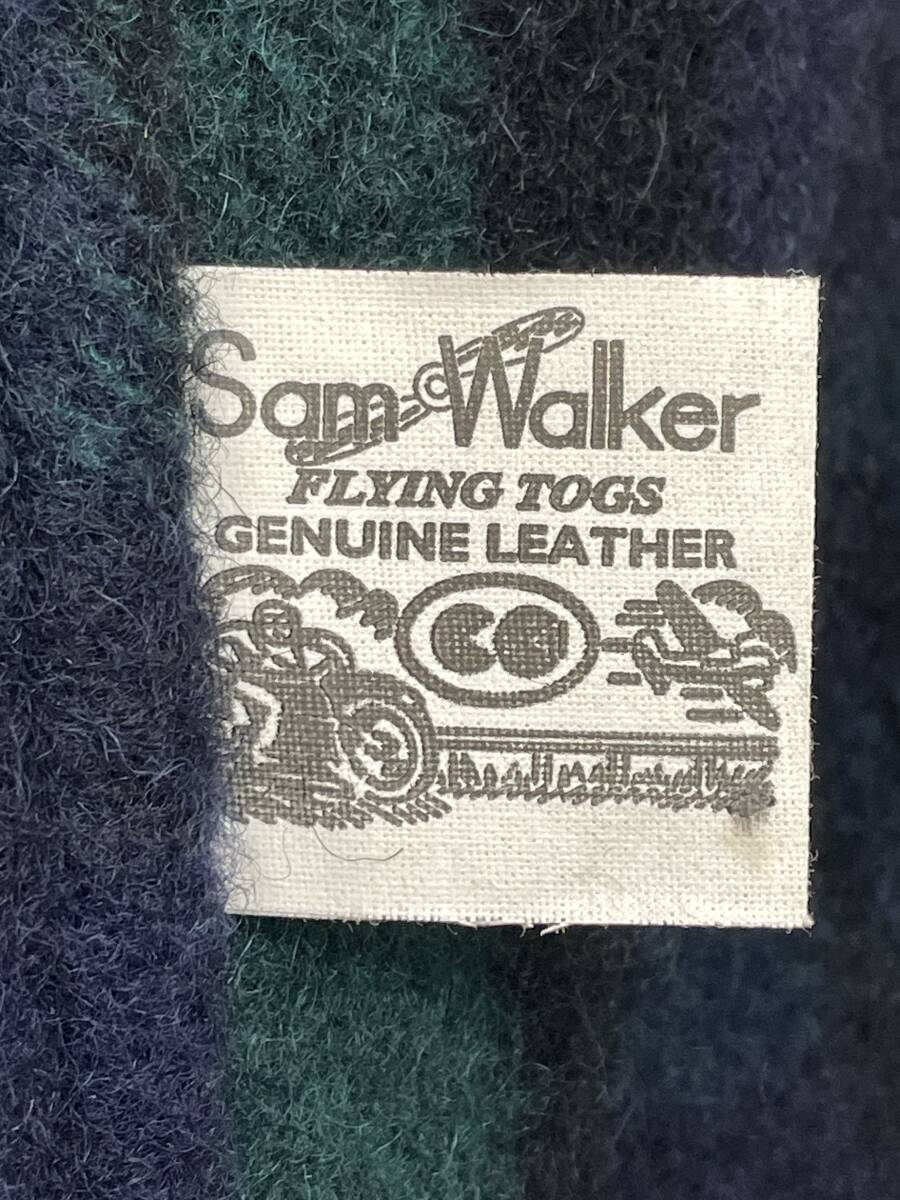 Sam Walker
FLYING TOGS
GENUINE LEATHER